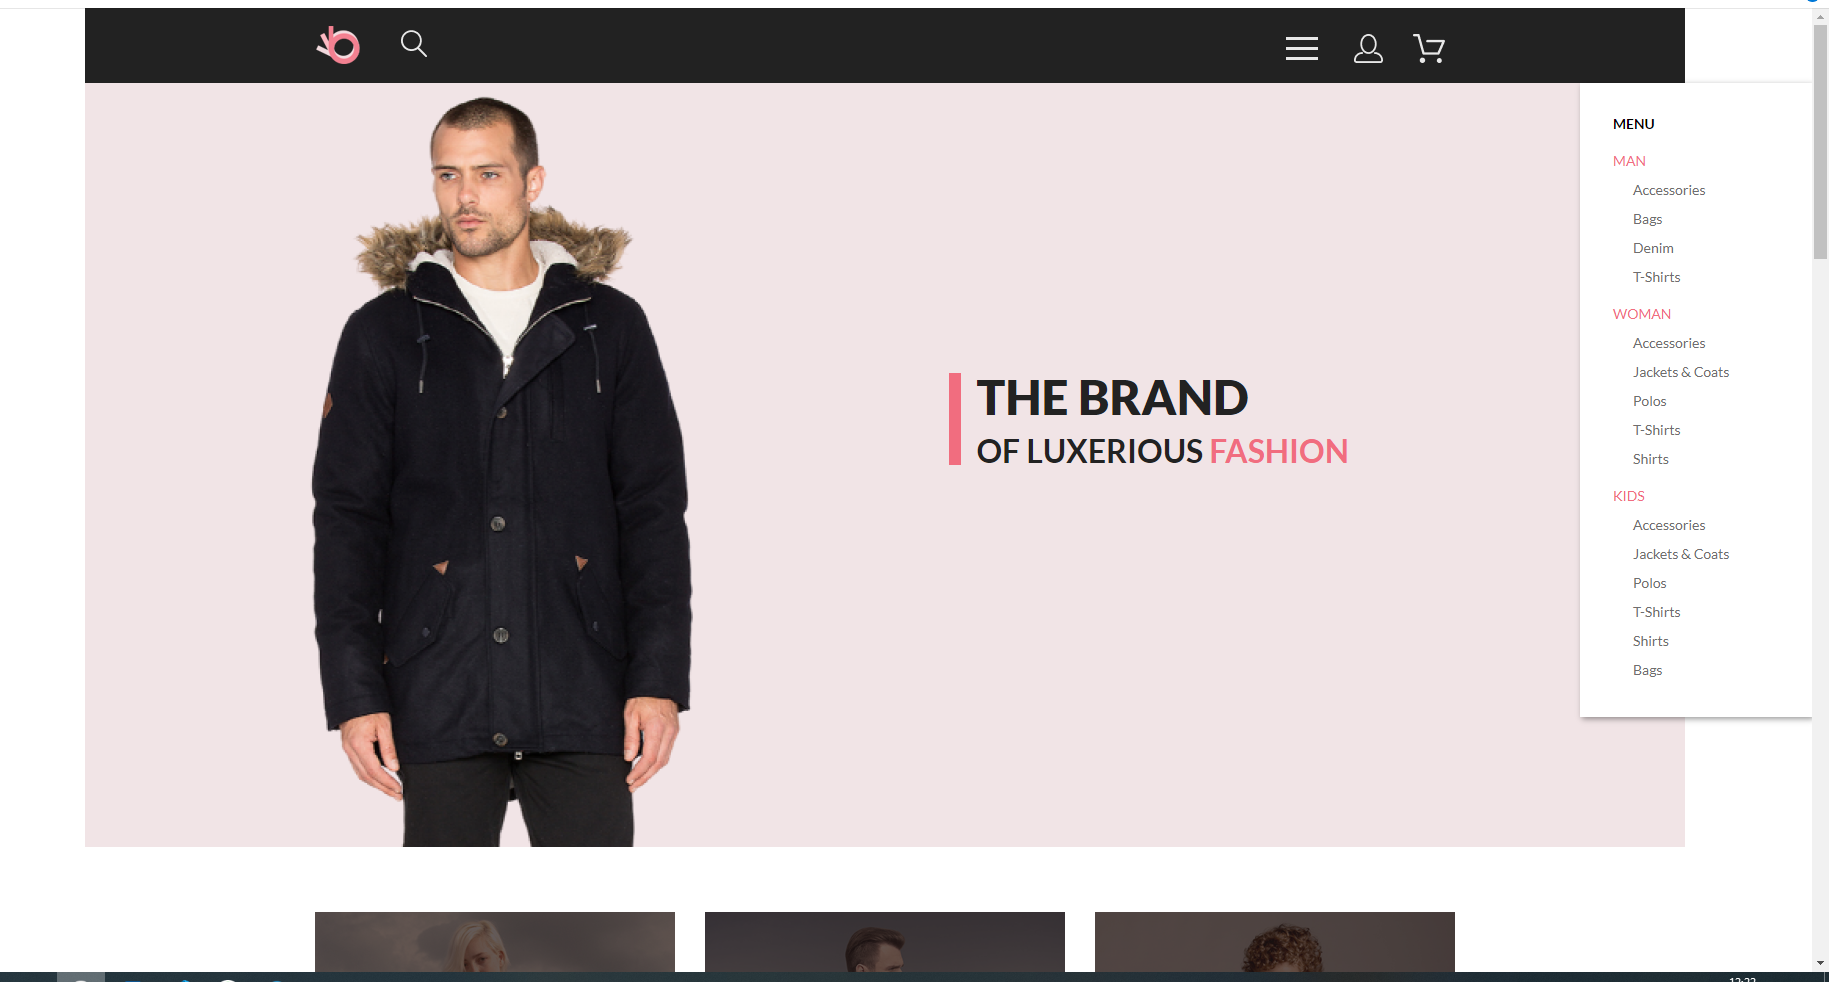 MENU
MAN
Accessories
Bags
Denim
T-Shirts
WOMAN
Accessories
Jackets & Coats
Polos
T-Shirts
Shirts
KIDS
Accessories
Jackets & Coats
Polos
T-Shirts
Shirts
Bags
THE BRAND
OF LUXERIOUS FASHION